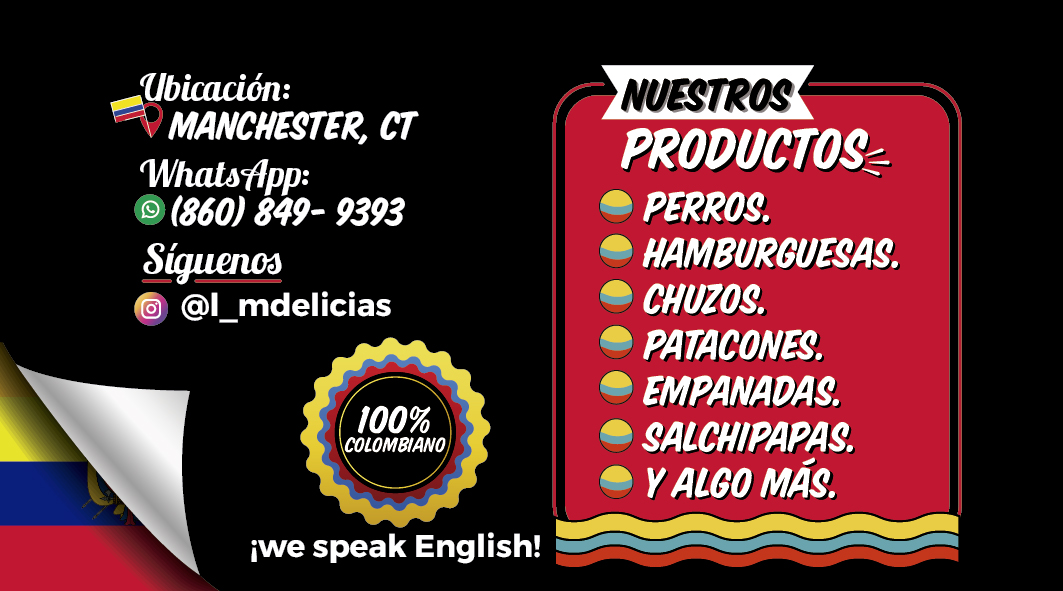 Ubicación:
MANCHESTER, CT
WhatsApp:
(860) 849- 9393
Síguenos
@l_mdelicias
100%
COLOMBIANO
¡we speak English!
NUESTROS
PRODUCTOS
PERROS.
HAMBURGUESAS.
CHUZOS.
PATACONES.
EMPANADAS.
SALCHIPAPAS.
Y ALGO MÁS.